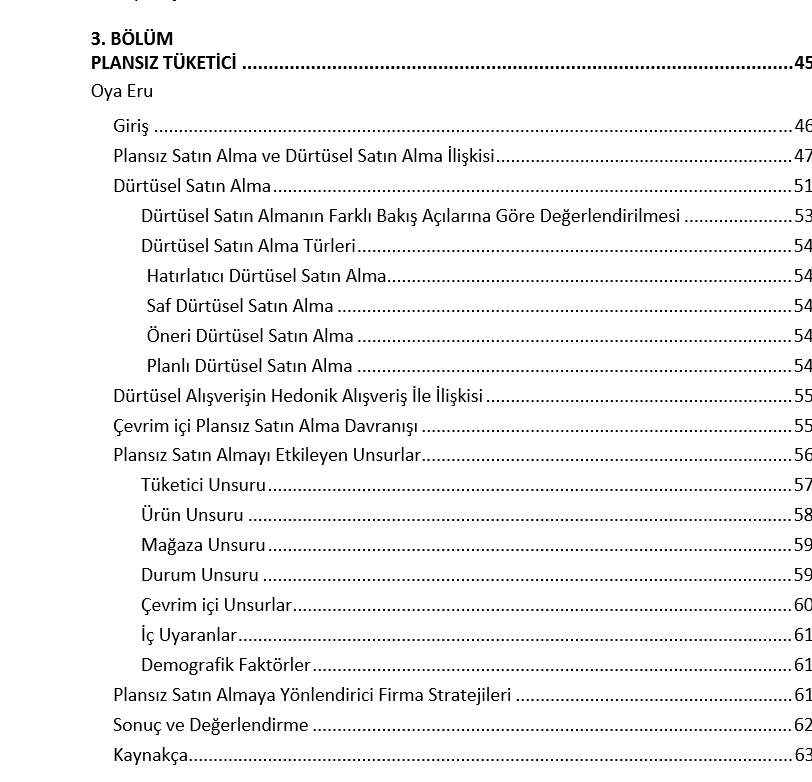 3. BÖLÜM
PLANSIZ TÜKETİCİ ........................................................................................................ 45
Oya Eru
Giriş ........................................................................................................ 46
Plansız Satın Alma ve Dürtüsel Satın Alma İlişkisi........................................................ 47
Dürtüsel Satın Alma........................................................................................ 51
Dürtüsel Satın Almanın Farklı Bakış Açılarına Göre Değerlendirilmesi .................... 53
Dürtüsel Satın Alma Türleri................................................................................ 54
Hatırlatıcı Dürtüsel Satın Alma........................................................................ 54
Saf Dürtüsel Satın Alma .................................................................................. 54
Öneri Dürtüsel Satın Alma ............................................................................... 54
Planlı Dürtüsel Satın Alma ............................................................................... 54
Dürtüsel Alışverişin Hedonik Alışveriş İle İlişkisi ......................................................... 55
Çevrim içi Plansız Satın Alma Davranışı ...................................................................... 55
Plansız Satın Almayı Etkileyen Unsurlar...................................................................... 56
Tüketici Unsuru.................................................................................................. 57
Ürün Unsuru ..................................................................................................... 58
Mağaza Unsuru.................................................................................................. 59
Durum Unsuru ................................................................................................... 59
Çevrim içi Unsurlar............................................................................................. 60
İç Uyaranlar........................................................................................................ 61
Demografik Faktörler.......................................................................................... 61
Plansız Satın Almaya Yönlendirici Firma Stratejileri .................................................... 61
Sonuç ve Değerlendirme ............................................................................................ 62
Kaynakça.................................................................................................................... 63